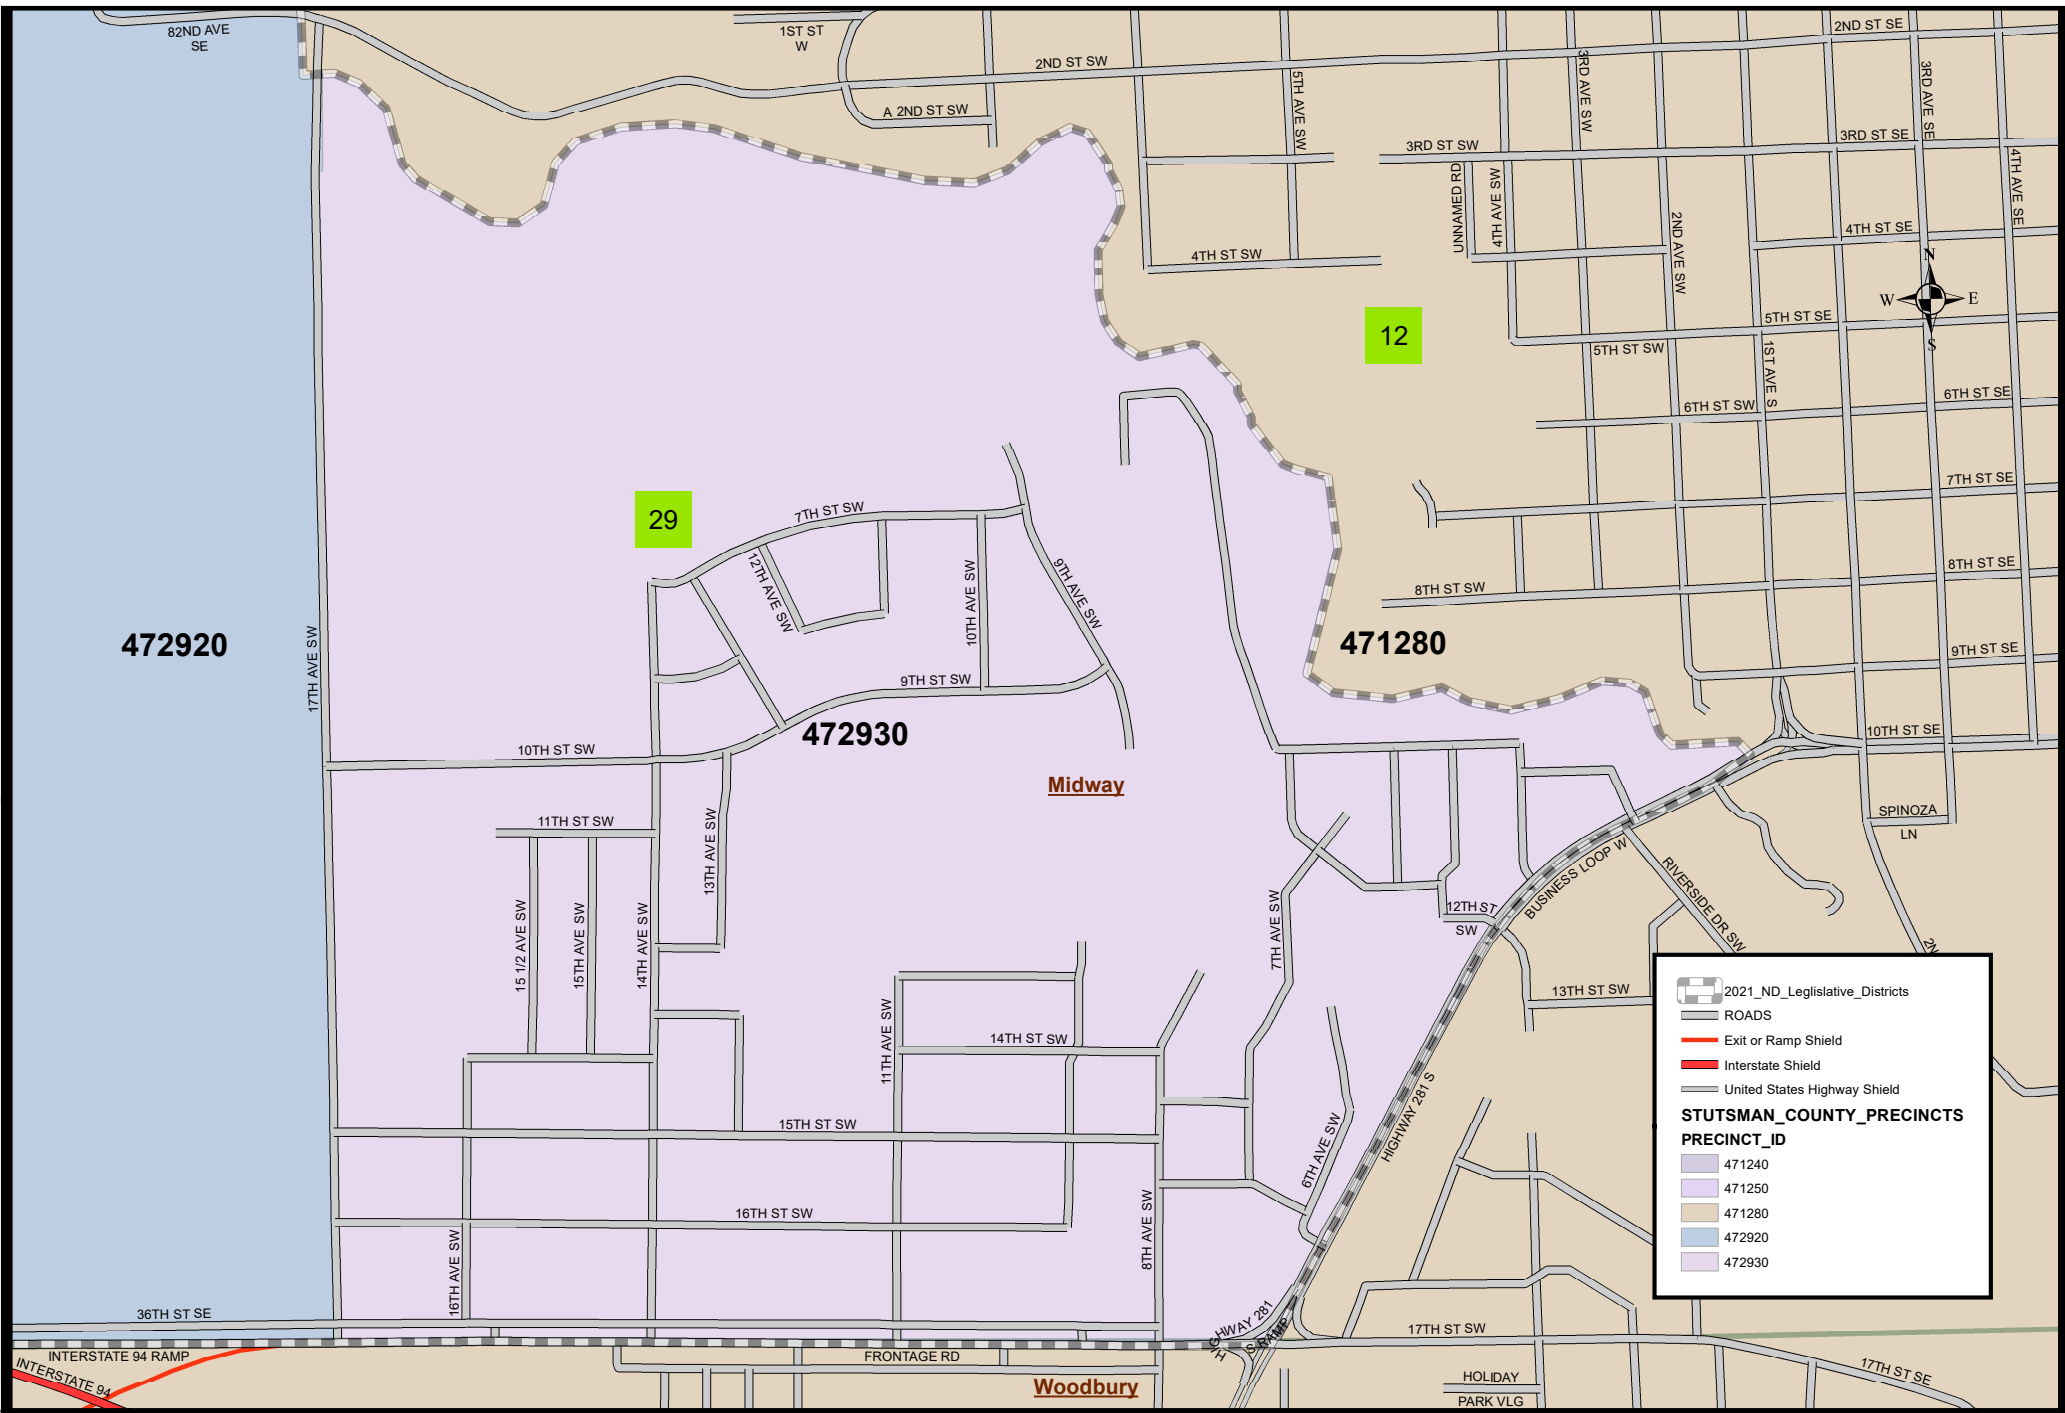 82ND AVE
SE
1ST ST
W
2ND ST SW
2ND ST SE
A 2ND ST SW
5TH AVE SW
3RD AVE SW
3RD AVE SE
3RD ST SW
3RD ST SE
UNNAMED RD
4TH AVE SW
2ND AVE SW
4TH AVE SE
4TH ST SW
4TH ST SE
N
W
E
S
12
5TH ST SE
5TH ST SW
1ST AVE S
6TH ST SW
6TH ST SE
29
7TH ST SW
7TH ST SE
12TH AVE SW
10TH AVE SW
9TH AVE SW
8TH ST SW
8TH ST SE
472920
17TH AVE SW
471280
9TH ST SW
9TH ST SE
472930
10TH ST SW
10TH ST SE
Midway
11TH ST SW
13TH AVE SW
SPINOZA
LN
BUSINESS LOOP W
RIVERSIDE DR SW
15 1/2 AVE SW
15TH AVE SW
14TH AVE SW
7TH AVE SW
12TH ST
SW
2N
13TH ST SW
11TH AVE SW
14TH ST SW
HIGHWAY 281 S
15TH ST SW
6TH AVE SW
16TH ST SW
16TH AVE SW
8TH AVE SW
36TH ST SE
HIGHWAY 281
S RAMP
17TH ST SW
INTERSTATE 94 RAMP
INTERSTATE 94
FRONTAGE RD
17TH ST SE
Woodbury
HOLIDAY
PARK VLG
2021_ND_Leglislative_Districts
ROADS
Exit or Ramp Shield
Interstate Shield
United States Highway Shield
STUTSMAN_COUNTY_PRECINCTS
PRECINCT_ID
471240
471250
471280
472920
472930